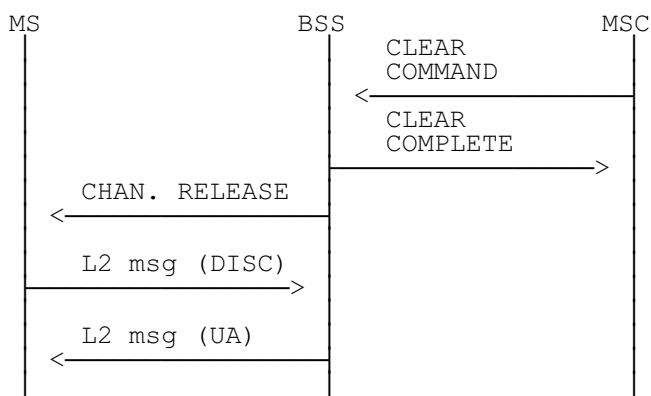 MS BSS MSC
CLEAR
COMMAND
CLEAR
COMPLETE
CHAN. RELEASE
L2 msg (DISC)
L2 msg (UA)